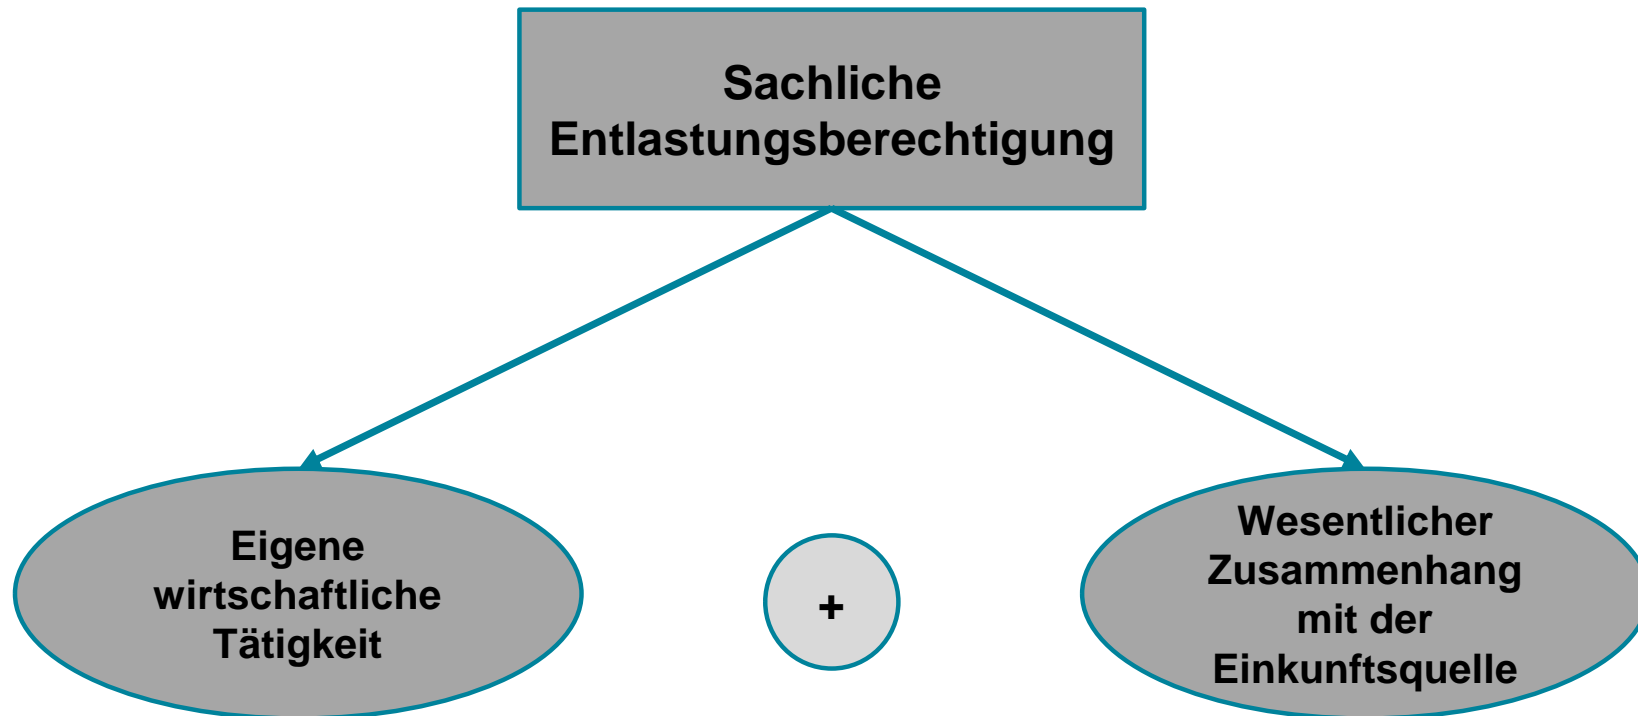 Sachliche
Entlastungsberechtigung
Eigene
wirtschaftliche
Tätigkeit
+
Wesentlicher
Zusammenhang
mit der
Einkunftsquelle